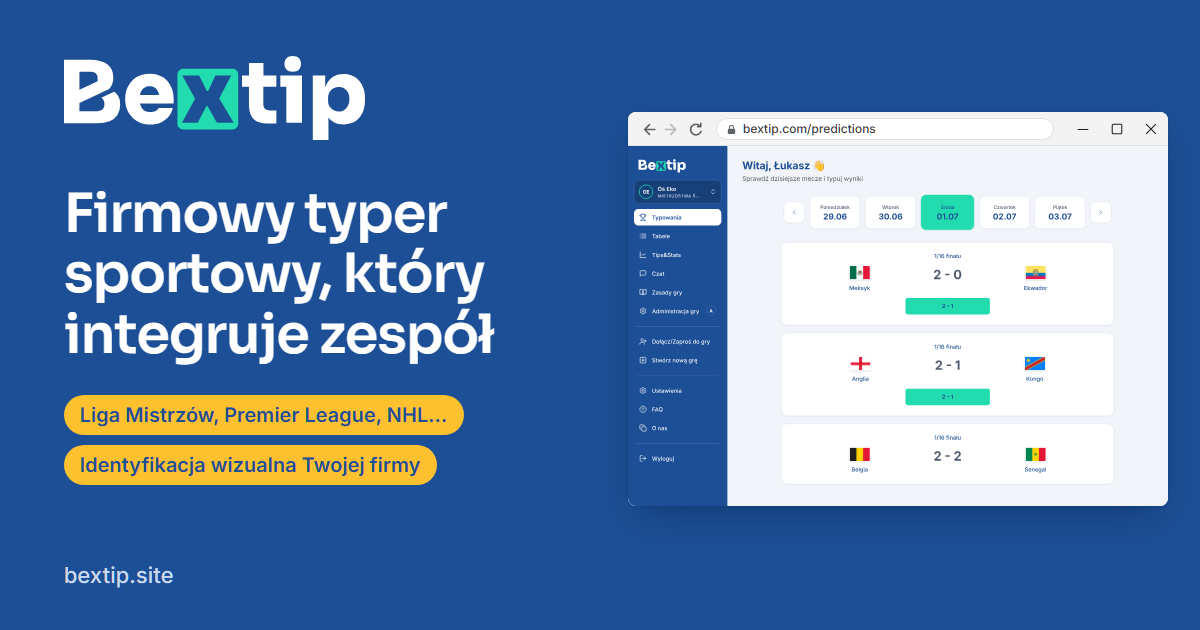 Bextip
Firmowy typer
sportowy, który
integruje zespół
Liga Mistrzów, Premier League, NHL...
Identyfikacja wizualna Twojej firmy
bextip.site
bextip.com/predictions
Bextip
OE
Oś Eko
MISTRZOSTWA Ś...
Typowania
Tabele
Tips&Stats
Czat
Zasady gry
Administracja gry A
Dołącz/Zaproś do gry
Stwórz nową grę
Ustawienia
FAQ
O nas
Wyloguj
Witaj, Łukasz 👋
Sprawdź dzisiejsze mecze i typuj wyniki
Poniedziałek
29.06
Wtorek
30.06
Środa
01.07
Czwartek
02.07
Piątek
03.07
1/16 finału
2 - 0
Meksyk
Ekwador
2 - 1
1/16 finału
2 - 1
Anglia
Kongo
2 - 1
1/16 finału
2 - 2
Belgia
Senegal